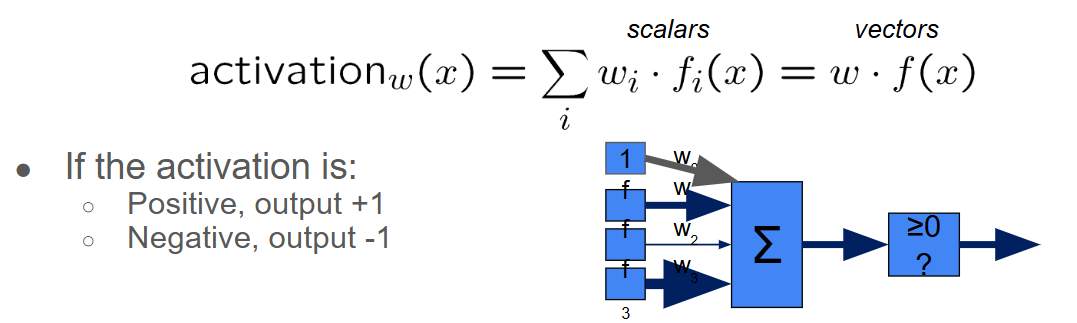 scalars vectors
activation_w(x) = ∑_i w_i · f_i(x) = w · f(x)
● If the activation is:
○ Positive, output +1
○ Negative, output -1
1
w
f
w
f
w_2
f
w_3
3
Σ
≥0
?